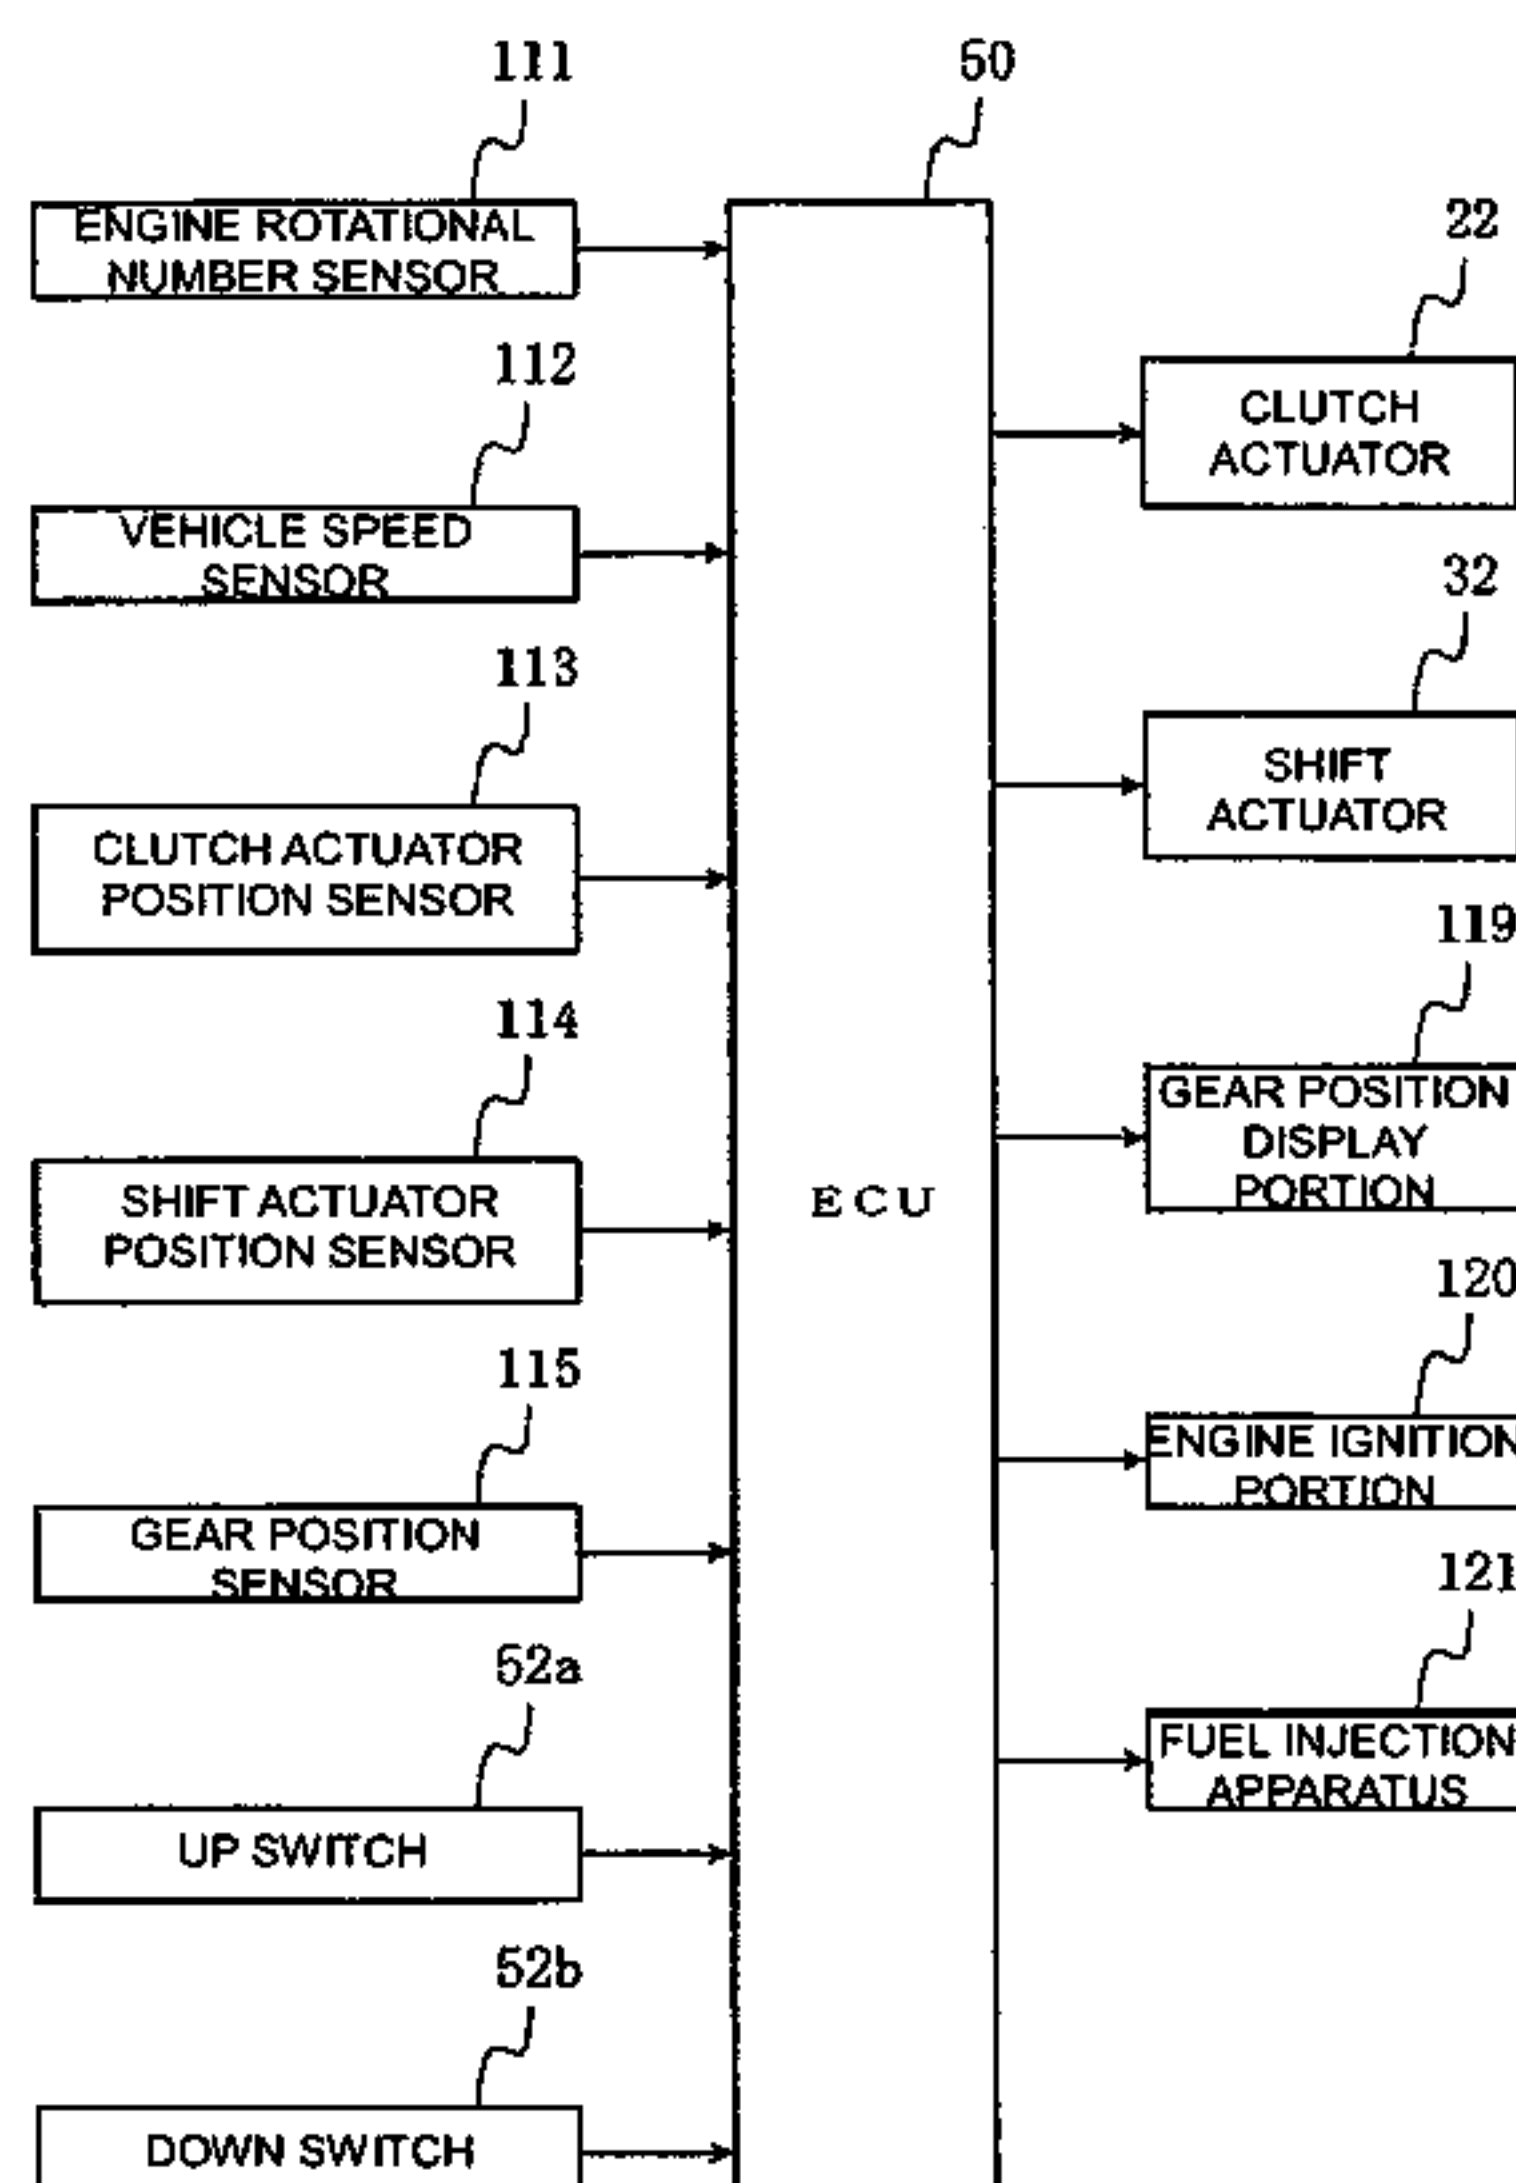 111
50
ENGINE ROTATIONAL
NUMBER SENSOR
22
112
CLUTCH
ACTUATOR
VEHICLE SPEED
SENSOR
32
113
SHIFT
ACTUATOR
CLUTCH ACTUATOR
POSITION SENSOR
119
114
GEAR POSITION
DISPLAY
PORTION
SHIFT ACTUATOR
POSITION SENSOR
ECU
120
115
ENGINE IGNITION
PORTION
GEAR POSITION
SENSOR
121
52a
FUEL INJECTION
APPARATUS
UP SWITCH
52b
DOWN SWITCH